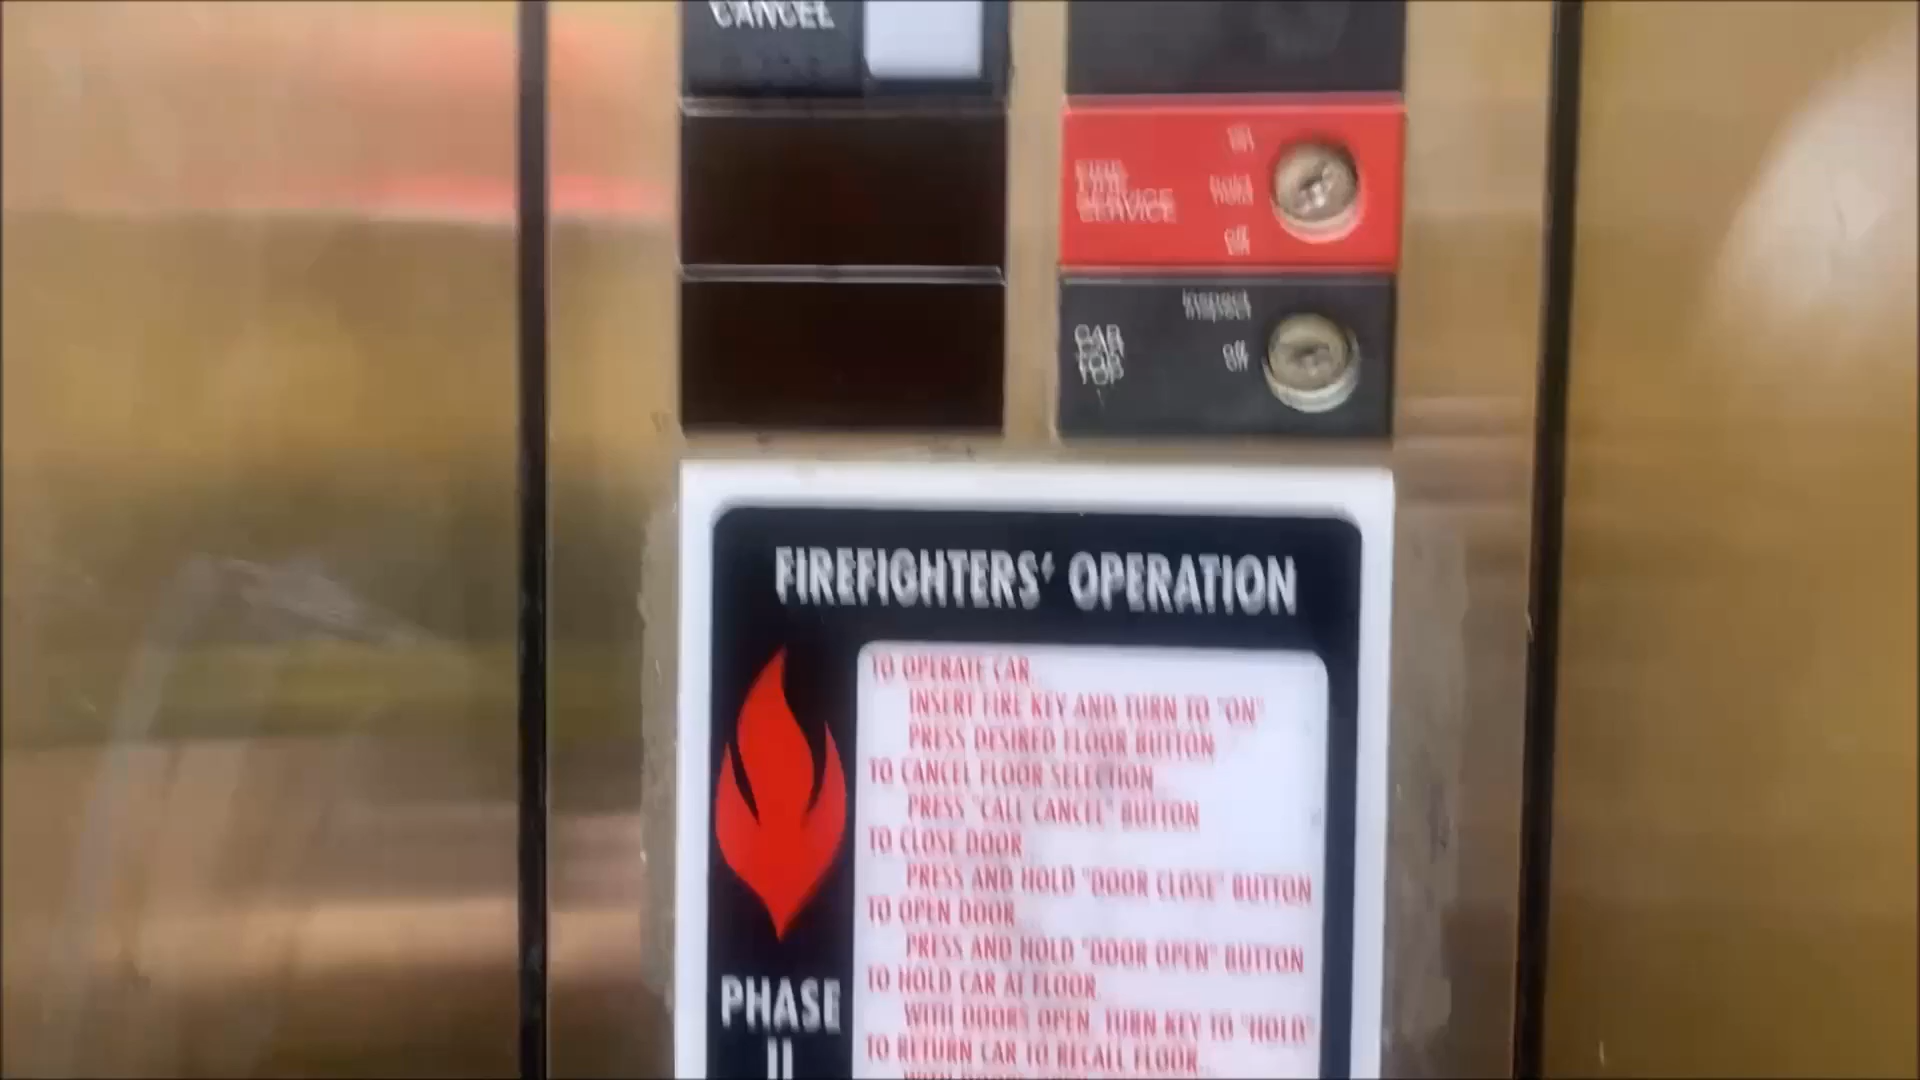 CANCEL
on
FIRE
SERVICE
hold
off
inspect
CAR
TOP
off
FIREFIGHTERS' OPERATION
TO OPERATE CAR...
INSERT FIRE KEY AND TURN TO "ON"
PRESS DESIRED FLOOR BUTTON
TO CANCEL FLOOR SELECTION...
PRESS "CALL CANCEL" BUTTON
TO CLOSE DOOR...
PRESS AND HOLD "DOOR CLOSE" BUTTON
TO OPEN DOOR...
PRESS AND HOLD "DOOR OPEN" BUTTON
TO HOLD CAR AT FLOOR...
WITH DOORS OPEN, TURN KEY TO "HOLD"
TO RETURN CAR TO RECALL FLOOR...
PHASE
II